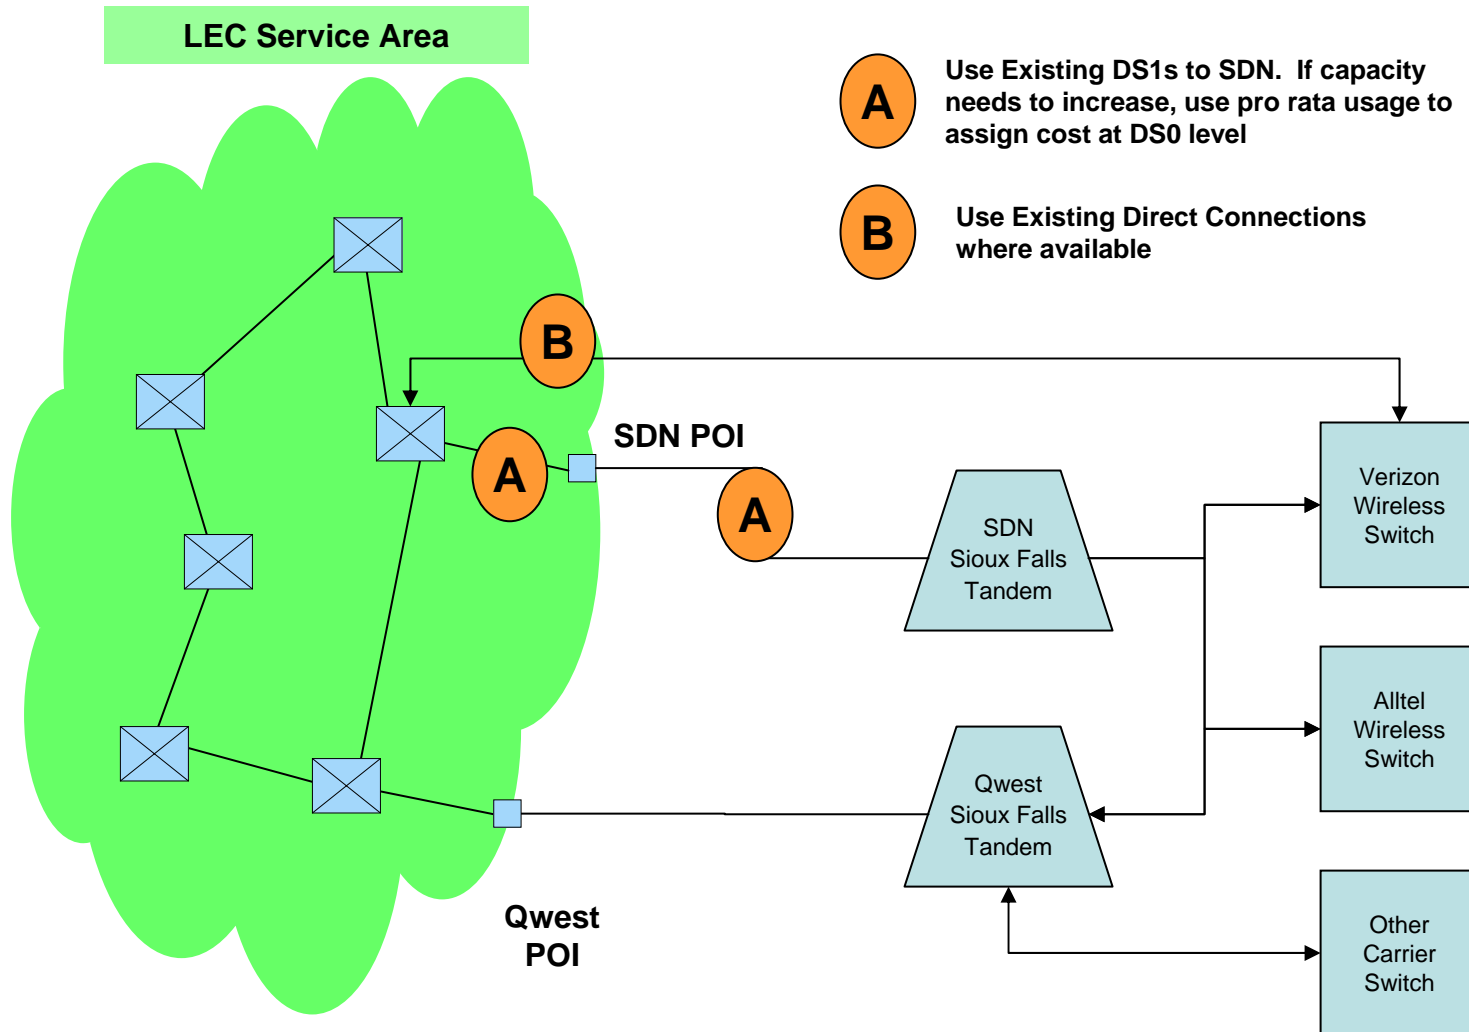 LEC Service Area
A
Use Existing DS1s to SDN. If capacity
needs to increase, use pro rata usage to
assign cost at DS0 level
B
Use Existing Direct Connections
where available
B
SDN POI
A
A
SDN
Sioux Falls
Tandem
Verizon
Wireless
Switch
Alltel
Wireless
Switch
Qwest
Sioux Falls
Tandem
Qwest
POI
Other
Carrier
Switch